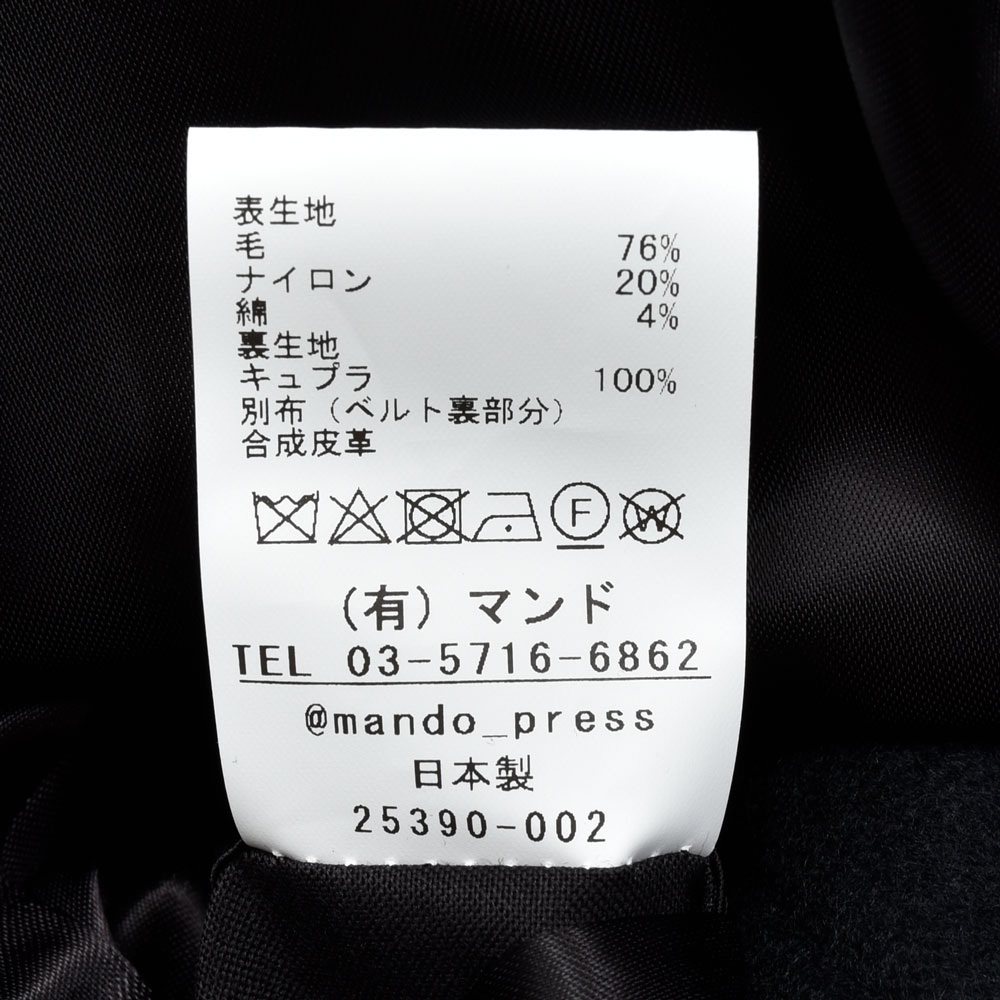 表生地
毛 76%
ナイロン 20%
綿 4%
裏生地
キュプラ 100%
別布（ベルト裏部分）
合成皮革
F W
（有）マンド
TEL 03-5716-6862
@mando_press
日本製
25390-002